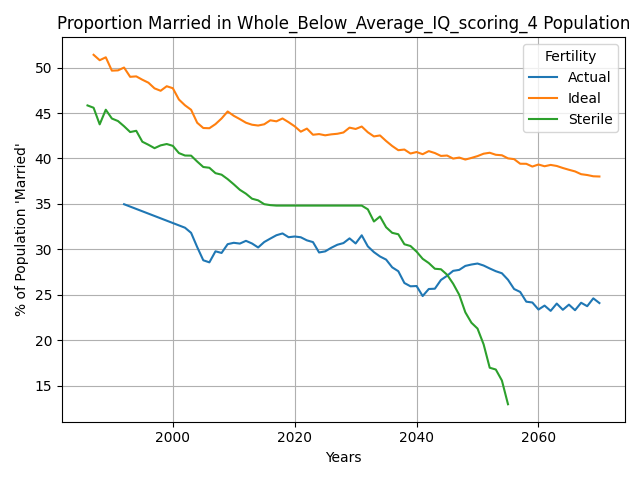 Proportion Married in Whole_Below_Average_IQ_scoring_4 Population
Fertility
Actual
Ideal
Sterile
% of Population 'Married'
50
45
40
35
30
25
20
15
2000
2020
2040
2060
Years